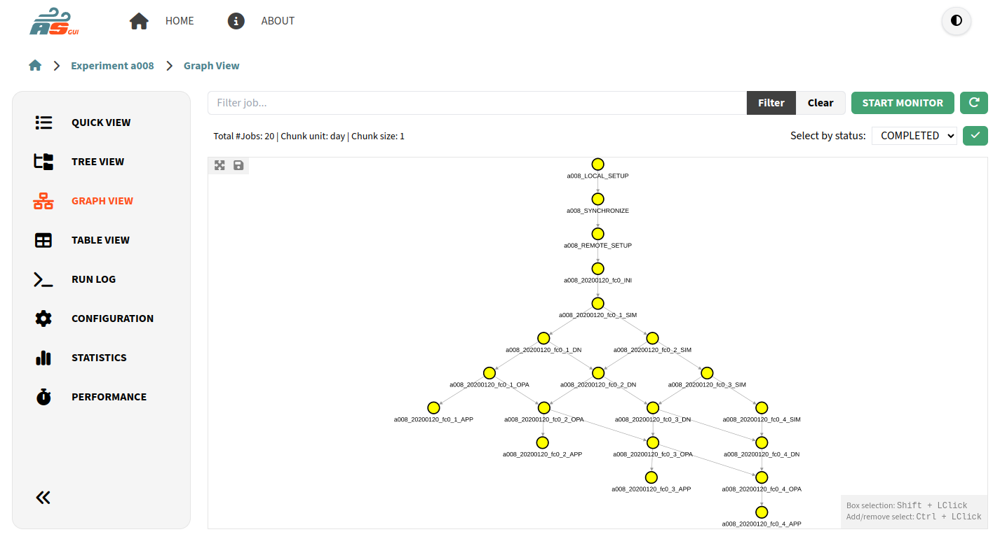 AS GUI
HOME
ABOUT
Experiment a008
Graph View
QUICK VIEW
TREE VIEW
GRAPH VIEW
TABLE VIEW
RUN LOG
CONFIGURATION
STATISTICS
PERFORMANCE
Filter job...
Filter
Clear
START MONITOR
Total #Jobs: 20 | Chunk unit: day | Chunk size: 1
Select by status:
COMPLETED
a008_LOCAL_SETUP
a008_SYNCHRONIZE
a008_REMOTE_SETUP
a008_20200120_fc0_INI
a008_20200120_fc0_1_SIM
a008_20200120_fc0_1_DN
a008_20200120_fc0_2_SIM
a008_20200120_fc0_1_OPA
a008_20200120_fc0_2_DN
a008_20200120_fc0_3_SIM
a008_20200120_fc0_1_APP
a008_20200120_fc0_2_OPA
a008_20200120_fc0_3_DN
a008_20200120_fc0_4_SIM
a008_20200120_fc0_2_APP
a008_20200120_fc0_3_OPA
a008_20200120_fc0_4_DN
a008_20200120_fc0_3_APP
a008_20200120_fc0_4_OPA
a008_20200120_fc0_4_APP
Box selection: Shift + LClick
Add/remove select: Ctrl + LClick